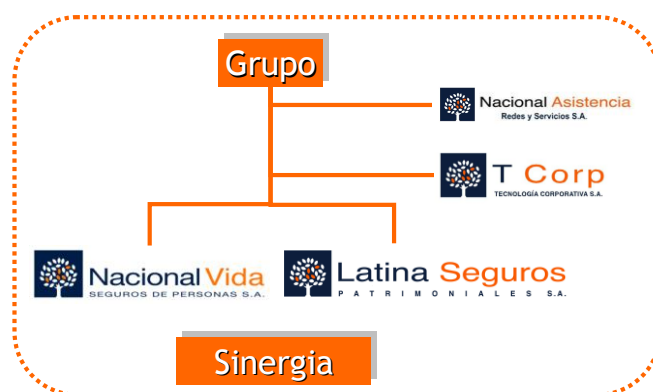 Grupo
Nacional Asistencia
Redes y Servicios S.A.
T Corp
TECNOLOGÍA CORPORATIVA S.A.
Nacional Vida
SEGUROS DE PERSONAS S.A.
Latina Seguros
PATRIMONIALES S.A.
Sinergia